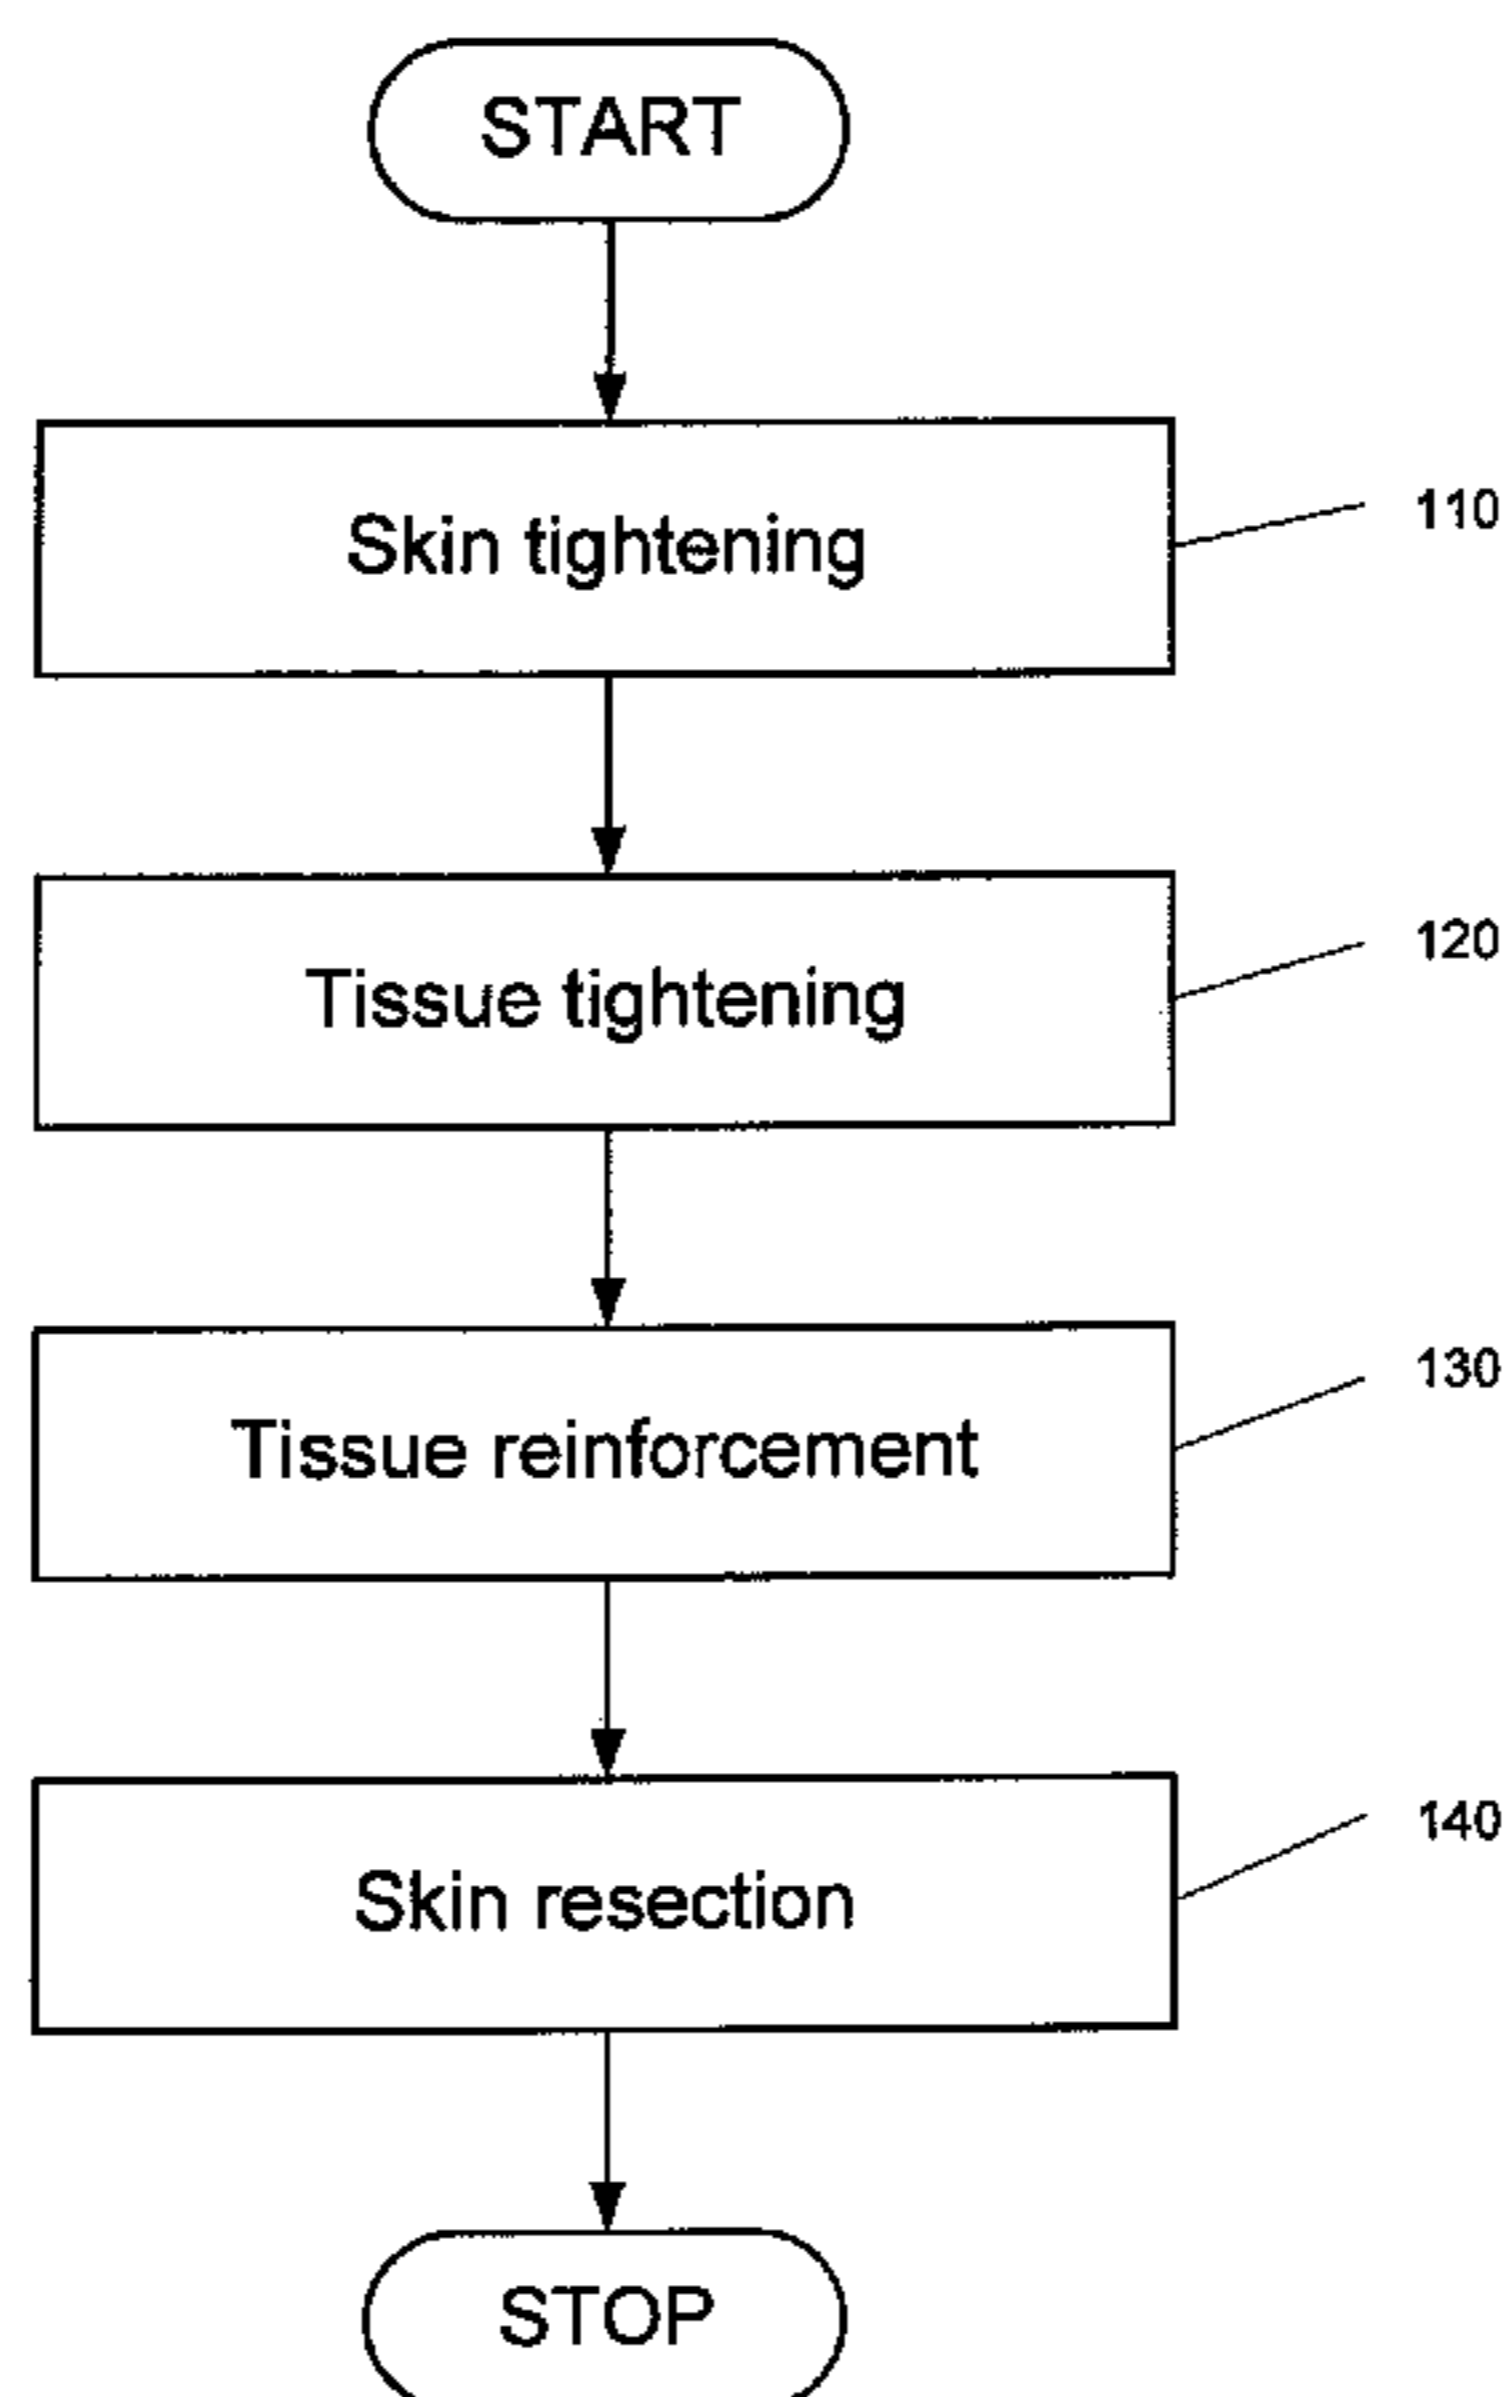 START
Skin tightening
110
Tissue tightening
120
Tissue reinforcement
130
Skin resection
140
STOP